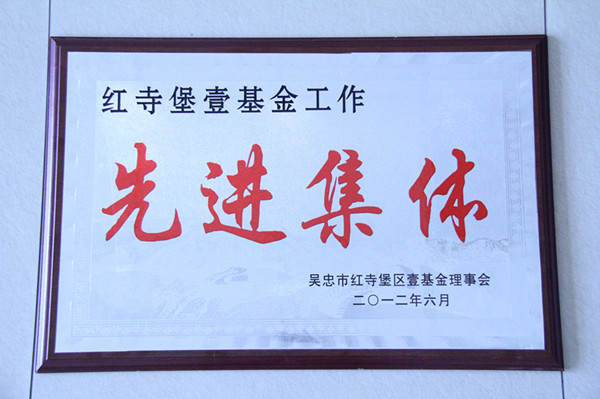 红寺堡壹基金工作
先进集体
吴忠市红寺堡区壹基金理事会
二〇一二年六月